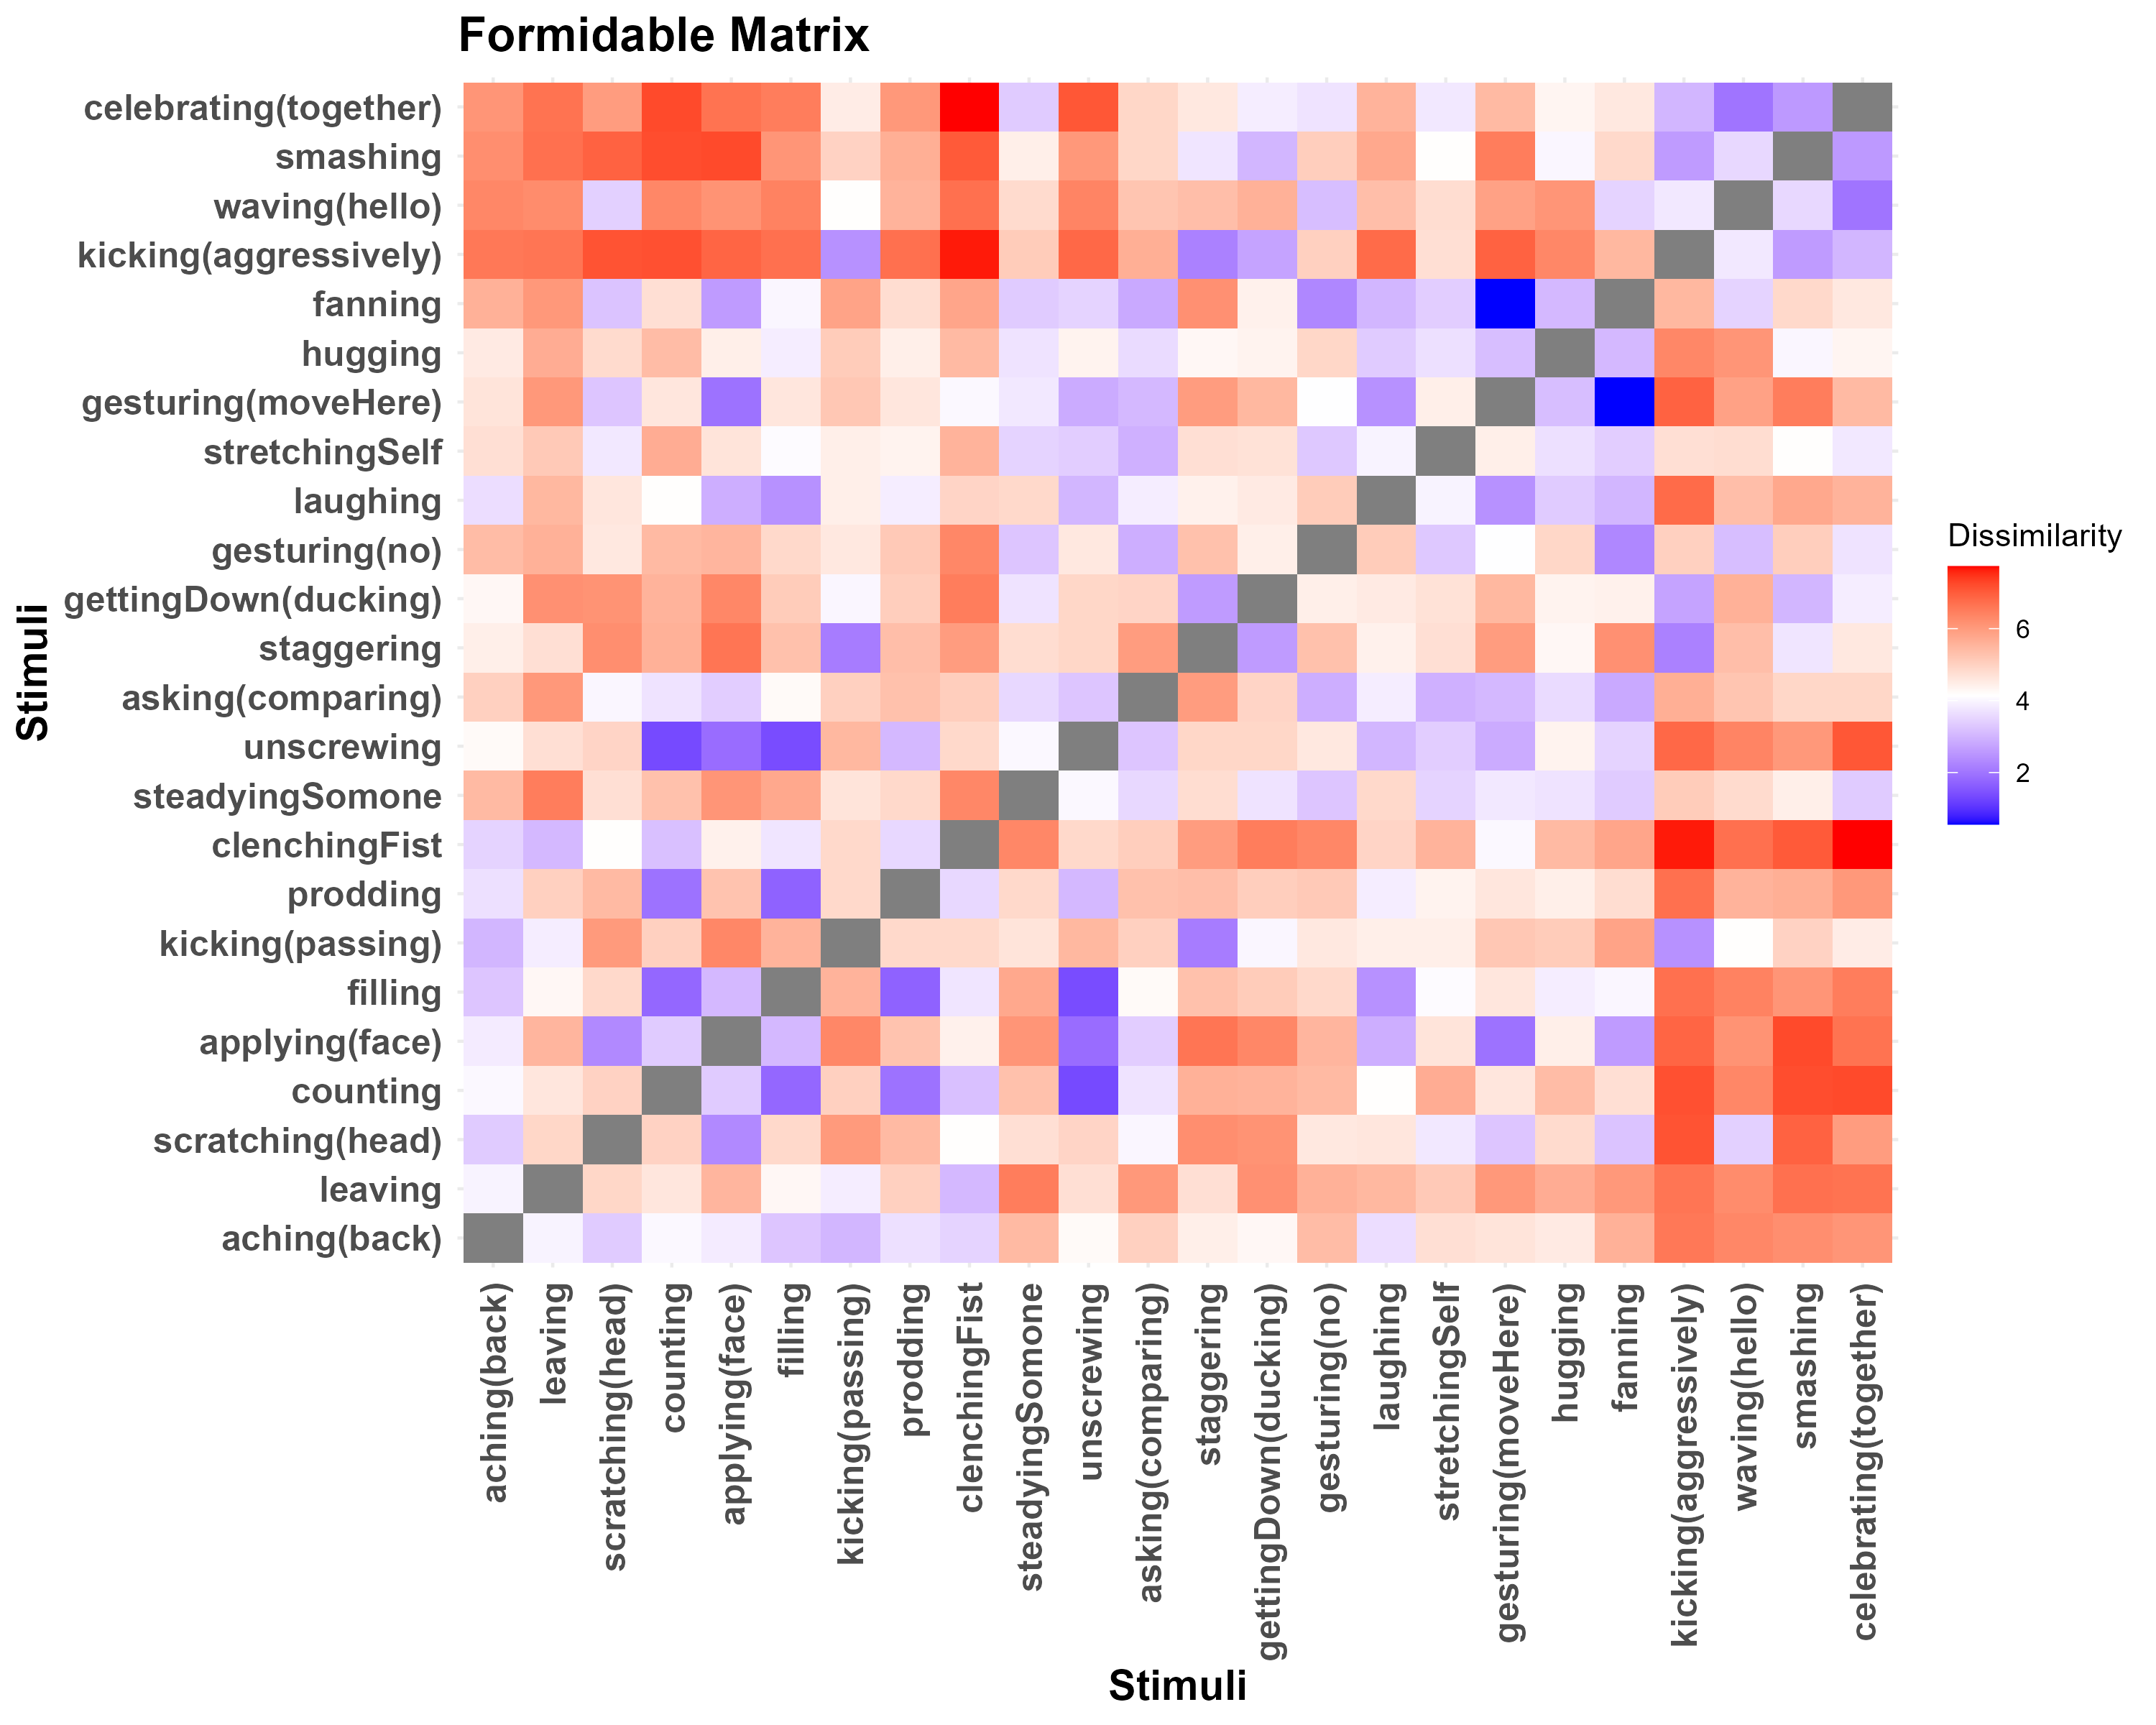 Formidable Matrix
celebrating(together)
smashing
waving(hello)
kicking(aggressively)
fanning
hugging
gesturing(moveHere)
stretchingSelf
laughing
gesturing(no)
gettingDown(ducking)
staggering
asking(comparing)
unscrewing
steadyingSomone
clenchingFist
prodding
kicking(passing)
filling
applying(face)
counting
scratching(head)
leaving
aching(back)
Stimuli
aching(back)
leaving
scratching(head)
counting
applying(face)
filling
kicking(passing)
prodding
clenchingFist
steadyingSomone
unscrewing
asking(comparing)
staggering
gettingDown(ducking)
gesturing(no)
laughing
stretchingSelf
gesturing(moveHere)
hugging
fanning
kicking(aggressively)
waving(hello)
smashing
celebrating(together)
Stimuli
Dissimilarity
6
4
2